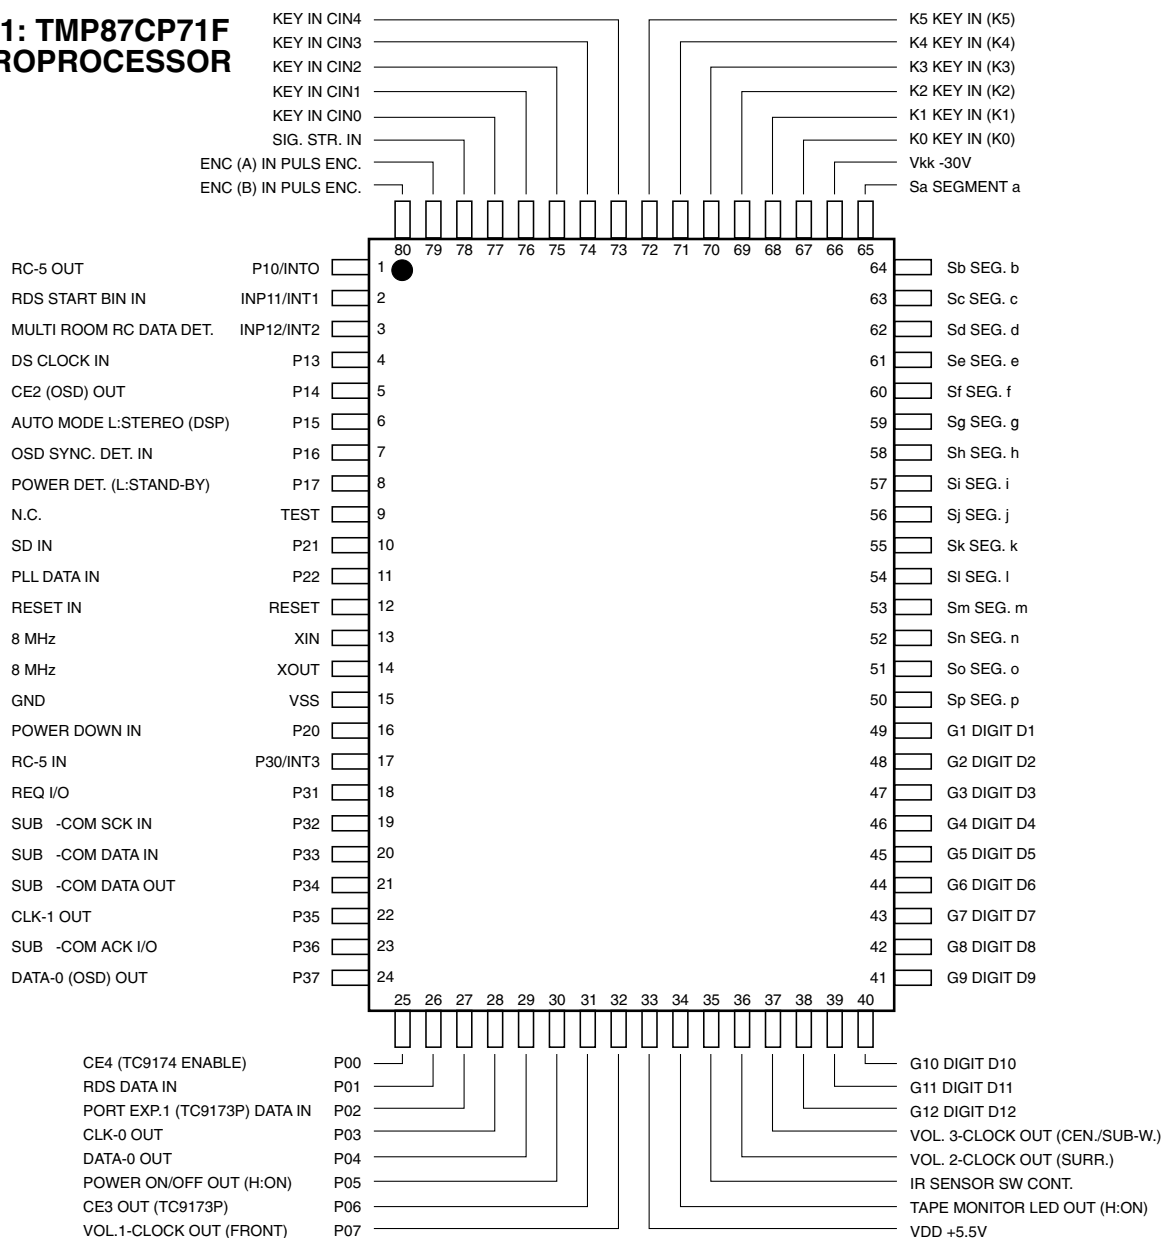 1: TMP87CP71F
ROPROCESSOR
KEY IN CIN4
KEY IN CIN3
KEY IN CIN2
KEY IN CIN1
KEY IN CIN0
SIG. STR. IN
ENC (A) IN PULS ENC.
ENC (B) IN PULS ENC.
K5 KEY IN (K5)
K4 KEY IN (K4)
K3 KEY IN (K3)
K2 KEY IN (K2)
K1 KEY IN (K1)
K0 KEY IN (K0)
Vkk -30V
Sa SEGMENT a
80 79 78 77 76 75 74 73 72 71 70 69 68 67 66 65
RC-5 OUT P10/INTO 1
RDS START BIN IN INP11/INT1 2
MULTI ROOM RC DATA DET. INP12/INT2 3
DS CLOCK IN P13 4
CE2 (OSD) OUT P14 5
AUTO MODE L:STEREO (DSP) P15 6
OSD SYNC. DET. IN P16 7
POWER DET. (L:STAND-BY) P17 8
N.C. TEST 9
SD IN P21 10
PLL DATA IN P22 11
RESET IN RESET 12
8 MHz XIN 13
8 MHz XOUT 14
GND VSS 15
POWER DOWN IN P20 16
RC-5 IN P30/INT3 17
REQ I/O P31 18
SUB -COM SCK IN P32 19
SUB -COM DATA IN P33 20
SUB -COM DATA OUT P34 21
CLK-1 OUT P35 22
SUB -COM ACK I/O P36 23
DATA-0 (OSD) OUT P37 24
64 Sb SEG. b
63 Sc SEG. c
62 Sd SEG. d
61 Se SEG. e
60 Sf SEG. f
59 Sg SEG. g
58 Sh SEG. h
57 Si SEG. i
56 Sj SEG. j
55 Sk SEG. k
54 Sl SEG. l
53 Sm SEG. m
52 Sn SEG. n
51 So SEG. o
50 Sp SEG. p
49 G1 DIGIT D1
48 G2 DIGIT D2
47 G3 DIGIT D3
46 G4 DIGIT D4
45 G5 DIGIT D5
44 G6 DIGIT D6
43 G7 DIGIT D7
42 G8 DIGIT D8
41 G9 DIGIT D9
25 26 27 28 29 30 31 32 33 34 35 36 37 38 39 40
CE4 (TC9174 ENABLE) P00
RDS DATA IN P01
PORT EXP.1 (TC9173P) DATA IN P02
CLK-0 OUT P03
DATA-0 OUT P04
POWER ON/OFF OUT (H:ON) P05
CE3 OUT (TC9173P) P06
VOL.1-CLOCK OUT (FRONT) P07
G10 DIGIT D10
G11 DIGIT D11
G12 DIGIT D12
VOL. 3-CLOCK OUT (CEN./SUB-W.)
VOL. 2-CLOCK OUT (SURR.)
IR SENSOR SW CONT.
TAPE MONITOR LED OUT (H:ON)
VDD +5.5V